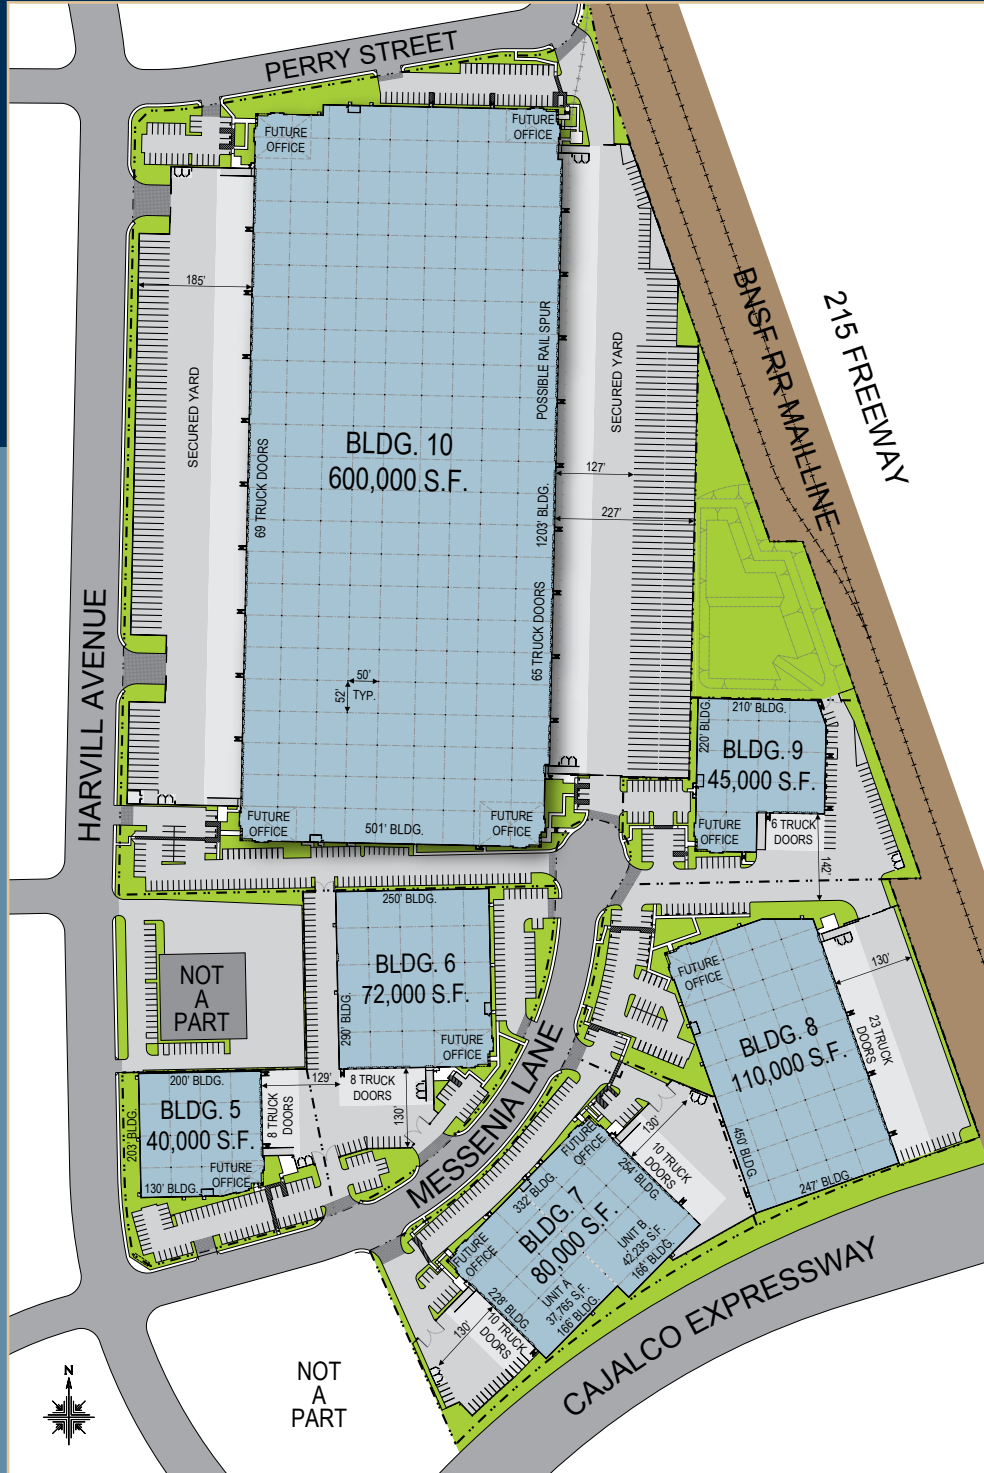 PERRY STREET
FUTURE
OFFICE
FUTURE
OFFICE
185'
SECURED YARD
69 TRUCK DOORS
BLDG. 10
600,000 S.F.
POSSIBLE RAIL SPUR
1203' BLDG.
65 TRUCK DOORS
SECURED YARD
127'
227'
50'
52'
TYP.
FUTURE
OFFICE
501' BLDG.
FUTURE
OFFICE
BNSF RR MAILLINE
215 FREEWAY
HARVILL AVENUE
210' BLDG.
220' BLDG.
BLDG. 9
45,000 S.F.
FUTURE
OFFICE
6 TRUCK
DOORS
142'
250' BLDG.
BLDG. 6
72,000 S.F.
290' BLDG.
FUTURE
OFFICE
NOT
A
PART
129'
8 TRUCK
DOORS
130'
200' BLDG.
BLDG. 5
40,000 S.F.
203' BLDG.
8 TRUCK
DOORS
FUTURE
OFFICE
130' BLDG.
MESSENIA LANE
FUTURE
OFFICE
BLDG. 8
110,000 S.F.
130'
23 TRUCK
DOORS
450' BLDG.
247' BLDG.
130'
10 TRUCK
DOORS
FUTURE
OFFICE
254' BLDG.
332' BLDG.
BLDG. 7
80,000 S.F.
UNIT B
42,235 S.F.
166' BLDG.
UNIT A
37,765 S.F.
166' BLDG.
FUTURE
OFFICE
228' BLDG.
10 TRUCK
DOORS
130'
CAJALCO EXPRESSWAY
NOT
A
PART
N